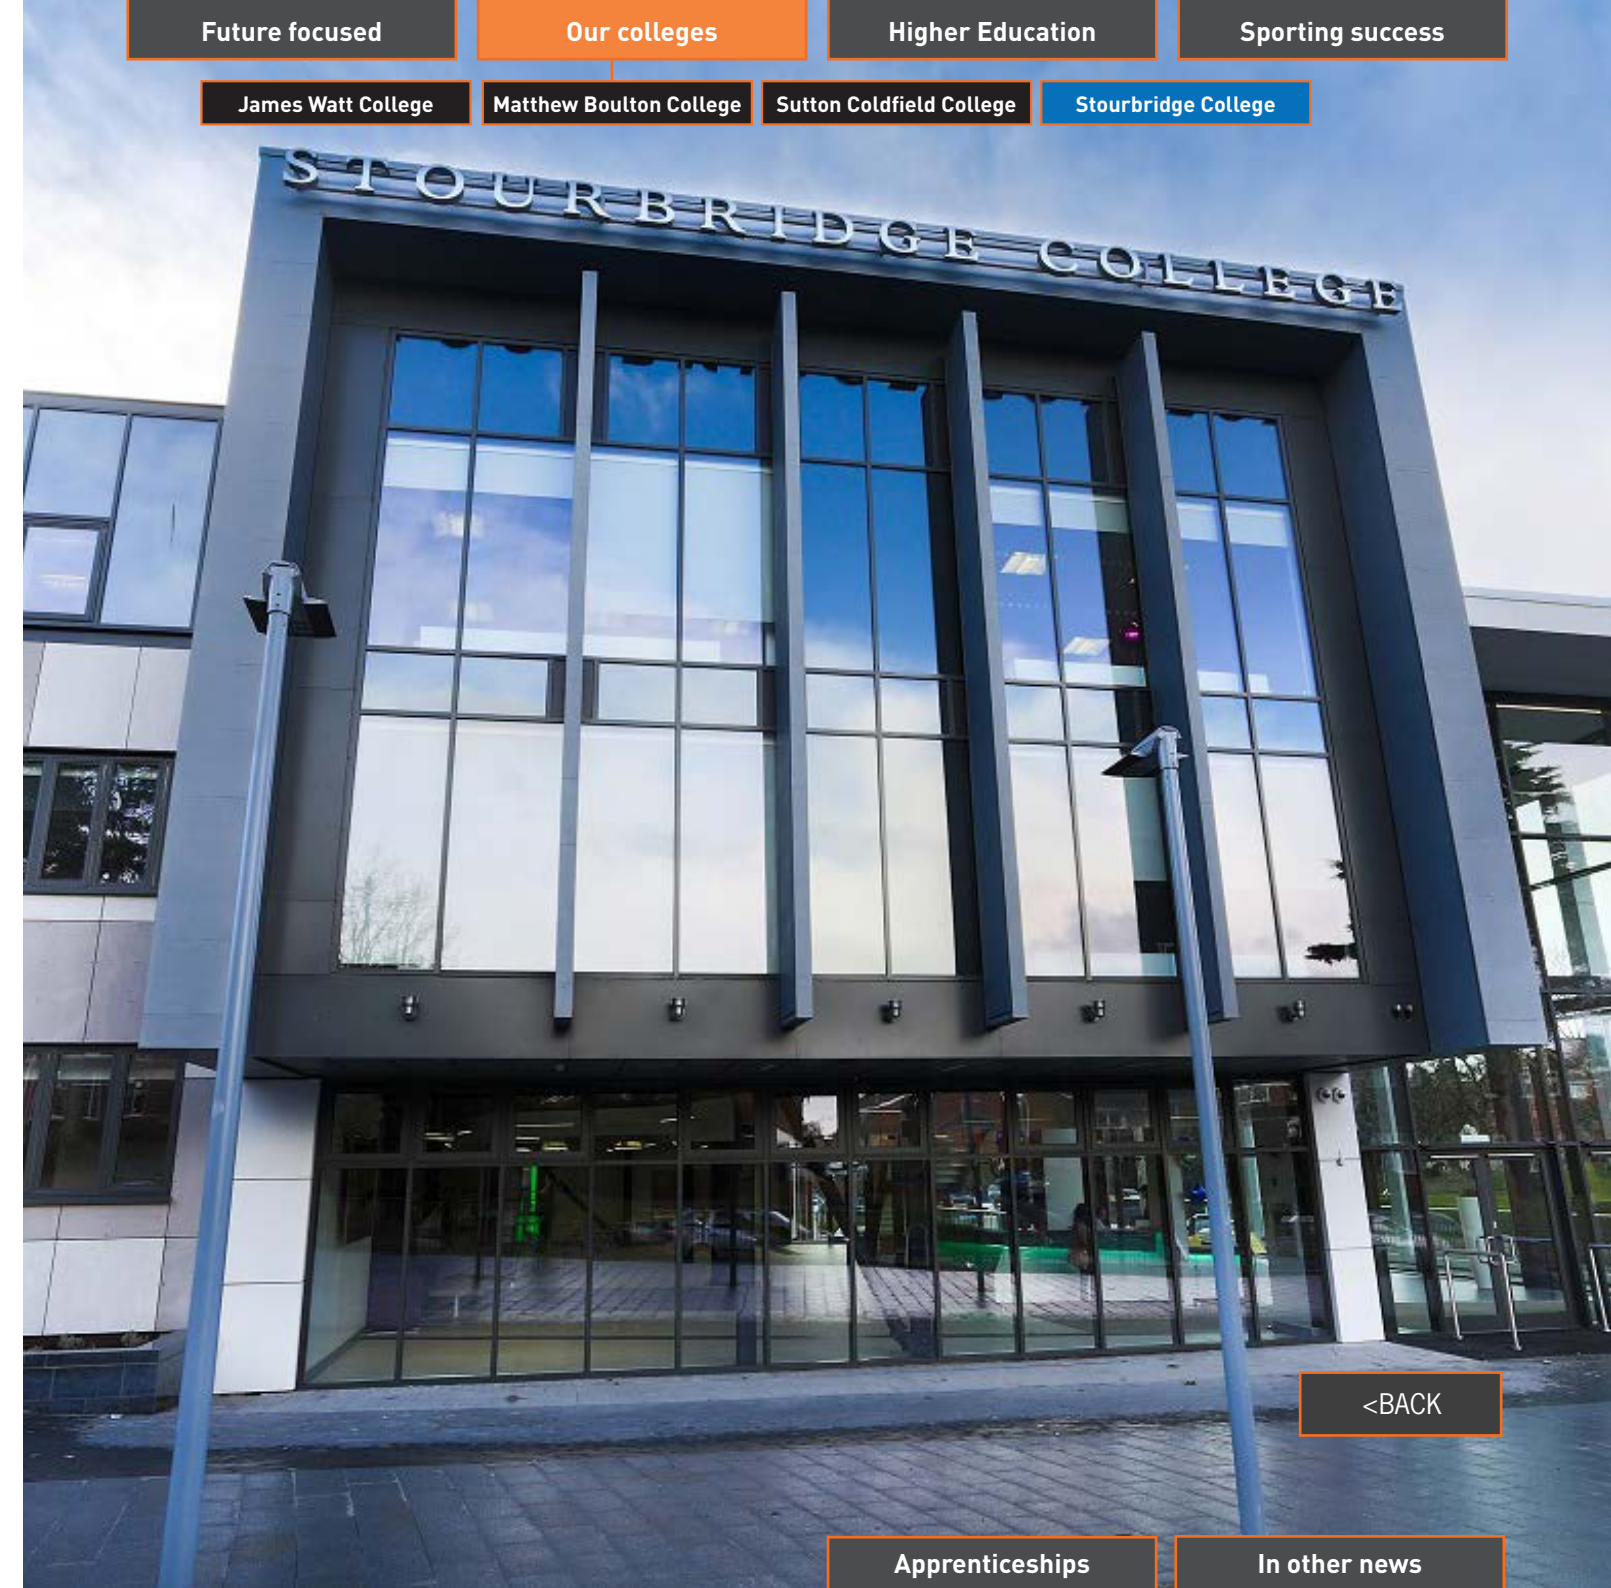 Future focused
Our colleges
Higher Education
Sporting success
James Watt College
Matthew Boulton College
Sutton Coldfield College
Stourbridge College
STOURBRIDGE COLLEGE
<BACK
Apprenticeships
In other news